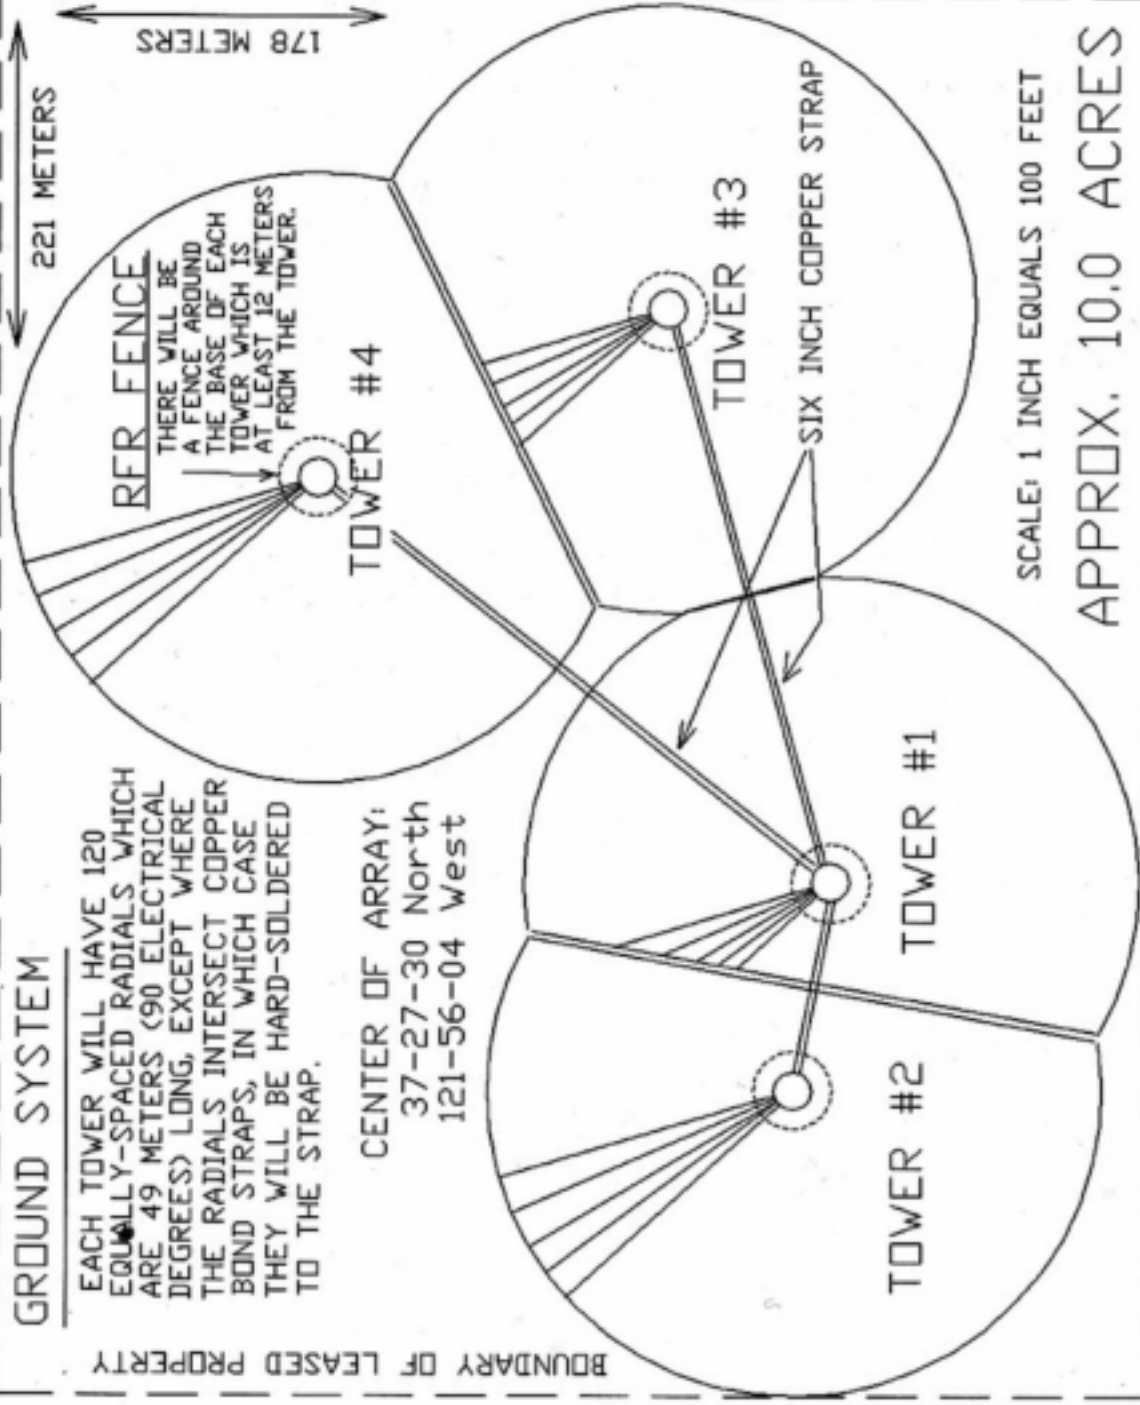 GROUND SYSTEM
EACH TOWER WILL HAVE 120
EQUALLY-SPACED RADIALS WHICH
ARE 49 METERS (90 ELECTRICAL
DEGREES) LONG, EXCEPT WHERE
THE RADIALS INTERSECT COPPER
BOND STRAPS, IN WHICH CASE
THEY WILL BE HARD-SOLDERED
TO THE STRAP.
CENTER OF ARRAY:
37-27-30 North
121-56-04 West
221 METERS
178 METERS
RFR FENCE
THERE WILL BE
A FENCE AROUND
THE BASE OF EACH
TOWER WHICH IS
AT LEAST 12 METERS
FROM THE TOWER.
TOWER #4
TOWER #3
SIX INCH COPPER STRAP
TOWER #2
TOWER #1
SCALE: 1 INCH EQUALS 100 FEET
APPROX. 10.0 ACRES
BOUNDARY OF LEASED PROPERTY